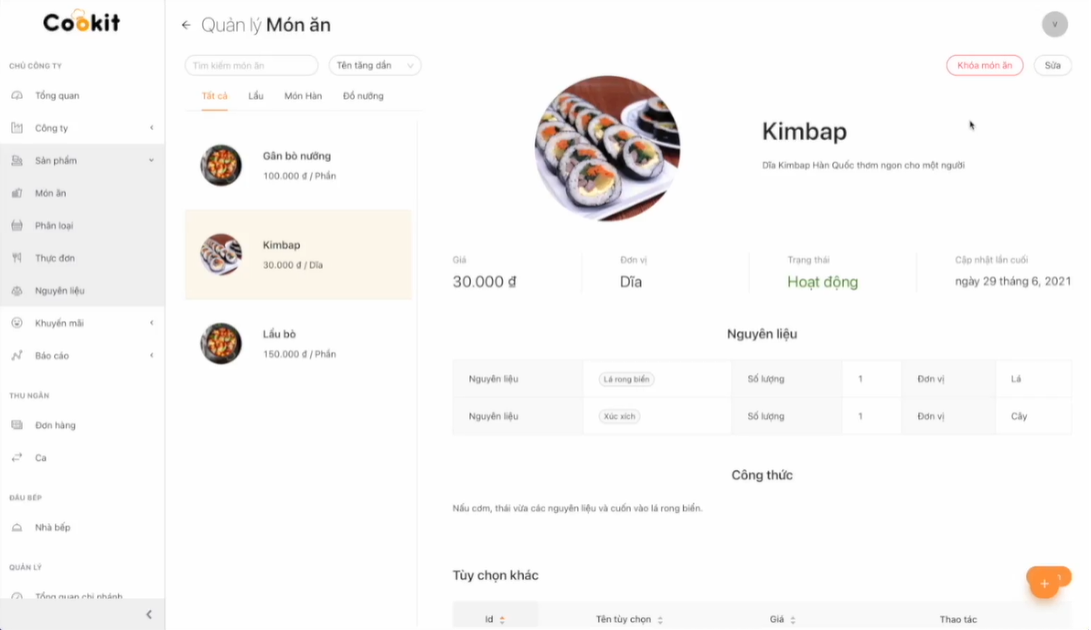 Cookit
← Quản lý Món ăn
V
CHỦ CÔNG TY
Tổng quan
Công ty
Sản phẩm
Món ăn
Phân loại
Thực đơn
Nguyên liệu
Khuyến mãi
Báo cáo
THU NGÂN
Đơn hàng
Ca
ĐẦU BẾP
Nhà bếp
QUẢN LÝ
Tổng quan chi nhánh
Tìm kiếm món ăn
Tên tăng dần
Tất cả Lẩu Món Hàn Đồ nướng
Gân bò nướng
100.000 đ / Phần
Kimbap
30.000 đ / Dĩa
Lẩu bò
150.000 đ / Phần
Khóa món ăn Sửa
Kimbap
Dĩa Kimbap Hàn Quốc thơm ngon cho một người
Giá Đơn vị Trạng thái Cập nhật lần cuối
30.000 đ Dĩa Hoạt động ngày 29 tháng 6, 2021
Nguyên liệu
Nguyên liệu Lá rong biển Số lượng 1 Đơn vị Lá
Nguyên liệu Xúc xích Số lượng 1 Đơn vị Cây
Công thức
Nấu cơm, thái vừa các nguyên liệu và cuốn vào lá rong biển.
Tùy chọn khác
+ 1
Id Tên tùy chọn Giá Thao tác